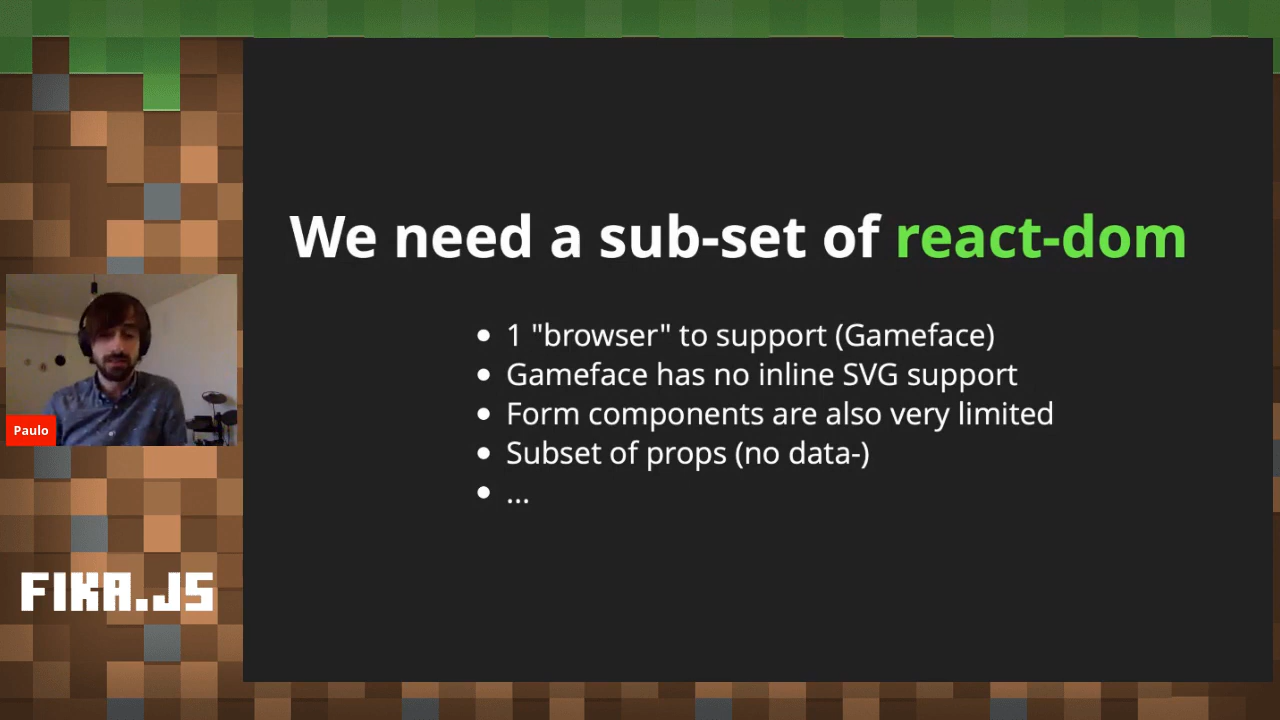 We need a sub-set of react-dom
1 "browser" to support (Gameface)
Gameface has no inline SVG support
Form components are also very limited
Subset of props (no data-)
...
Paulo
FIKA.JS